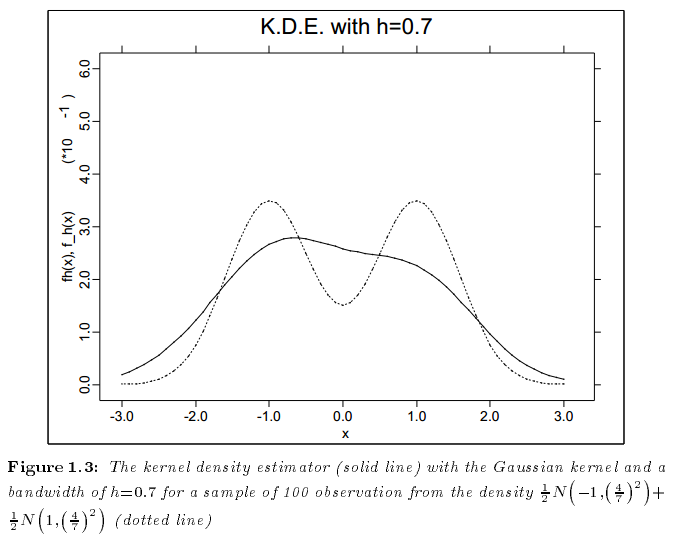 K.D.E. with h=0.7
fh(x), f_h(x) (*10 -1 )
6.0
5.0
4.0
3.0
2.0
1.0
0.0
-3.0 -2.0 -1.0 0.0 1.0 2.0 3.0
x
Figure 1.3: The kernel density estimator (solid line) with the Gaussian kernel and a
bandwidth of h=0.7 for a sample of 100 observation from the density ½N(−1,(4/7)²)+
½N(1,(4/7)²) (dotted line)